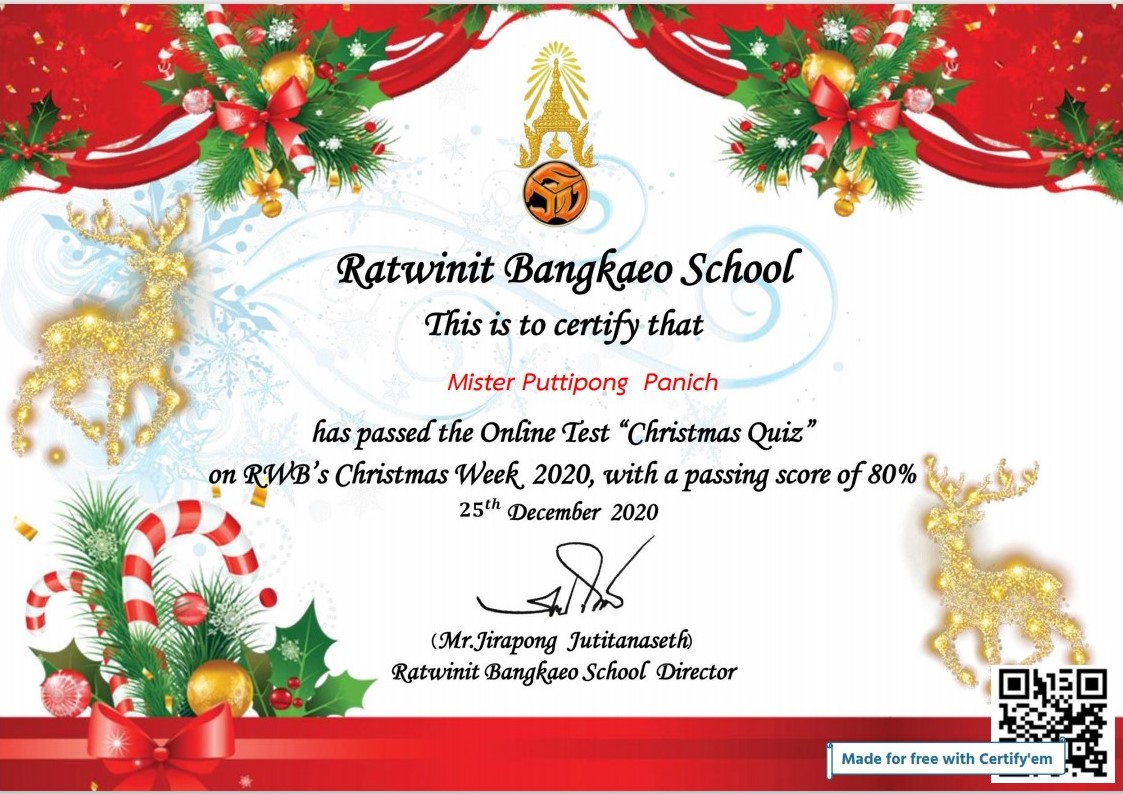 Ratwinit Bangkaeo School
This is to certify that
Mister Puttipong Panich
has passed the Online Test “Christmas Quiz”
on RWB’s Christmas Week 2020, with a passing score of 80%
25th December 2020
(Mr.Jirapong Jutitanaseth)
Ratwinit Bangkaeo School Director
Made for free with Certify'em